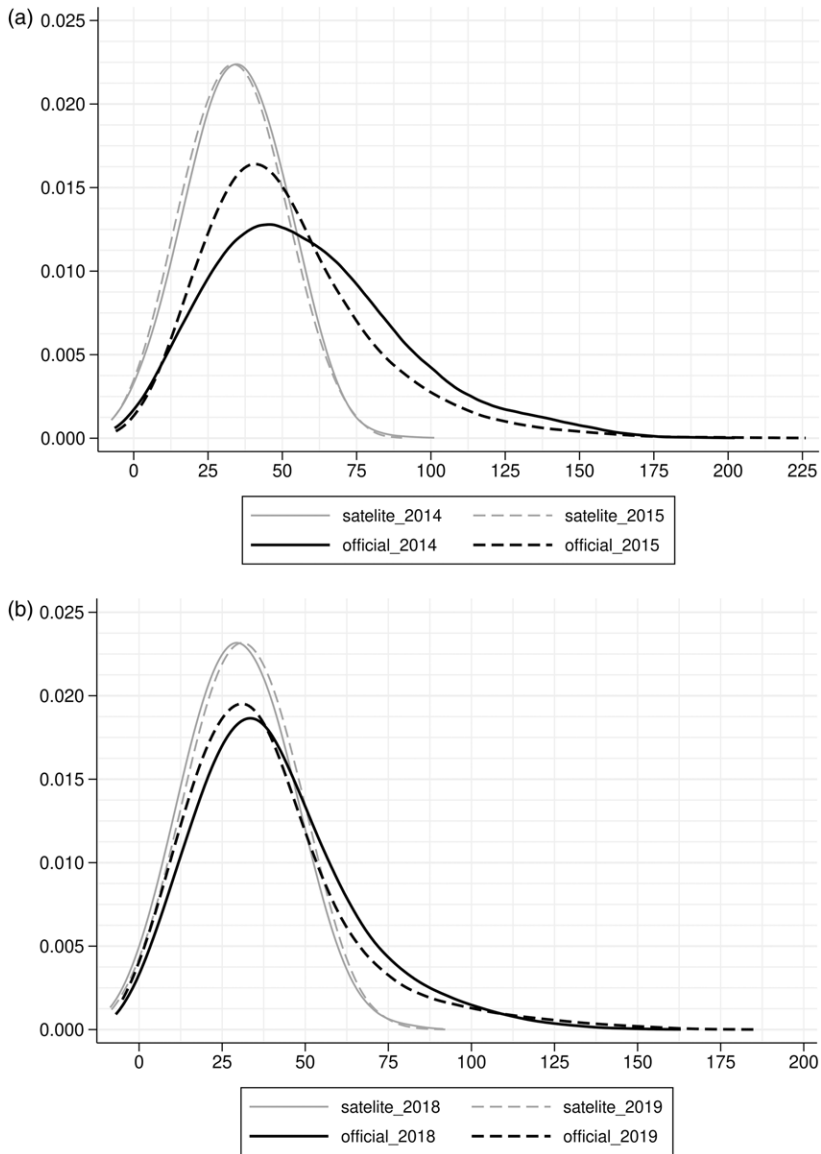 (a)
0.025
0.020
0.015
0.010
0.005
0.000
0 25 50 75 100 125 150 175 200 225
satelite_2014 satelite_2015
official_2014 official_2015
(b)
0.025
0.020
0.015
0.010
0.005
0.000
0 25 50 75 100 125 150 175 200
satelite_2018 satelite_2019
official_2018 official_2019